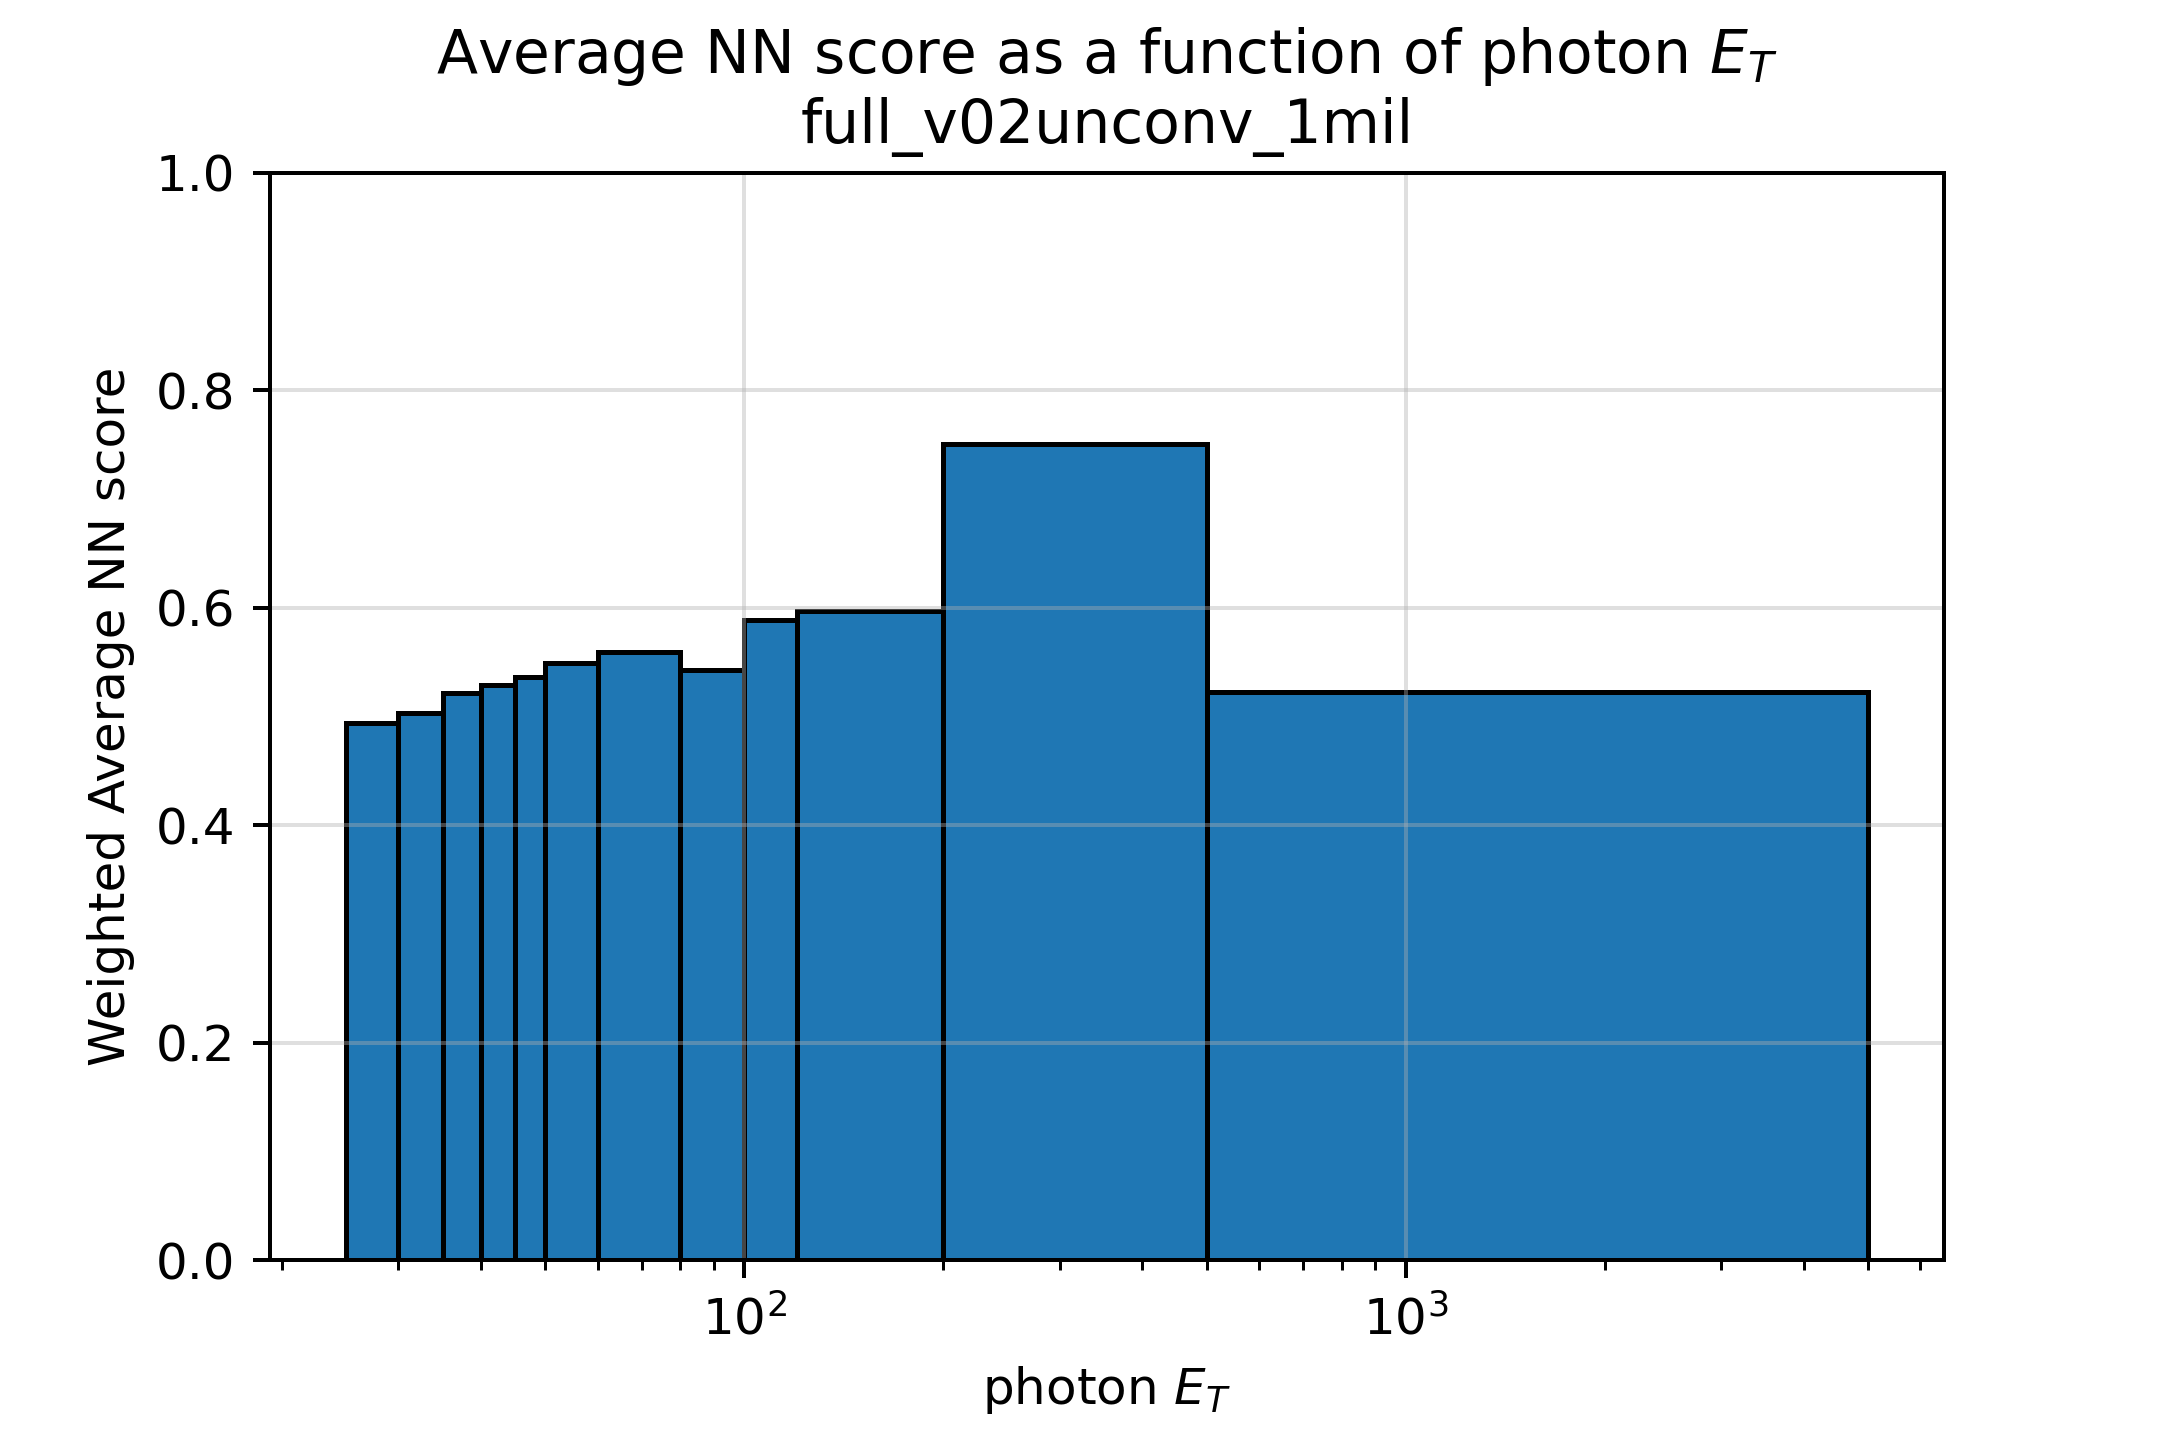 Average NN score as a function of photon E_T
full_v02unconv_1mil
Weighted Average NN score
1.0
0.8
0.6
0.4
0.2
0.0
10^2 10^3
photon E_T